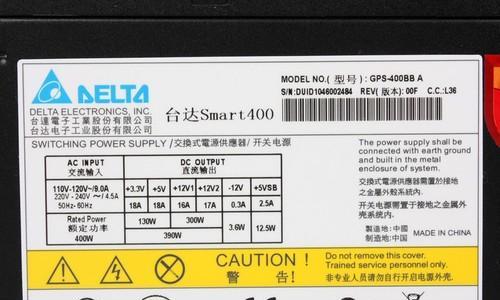 DELTA
DELTA ELECTRONICS, INC.
台達電子工業股份有限公司
台达电子工业股份有限公司
台达Smart400
MODEL NO.(型号): GPS-400BB A
S/N:DUID1046002484 REV(版本): 00F C.C.:L36
SWITCHING POWER SUPPLY /交換式電源供應器/ 开关电源
AC INPUT
交流输入
DC OUTPUT
直流输出
110V-120V~/9.0A
220V - 240V ~ / 4.5A
50Hz- 60Hz
+3.3V +5V +12V1 +12V2 -12V +5VSB
18A 18A 16A 17A 0.3A 2.5A
Rated Power
额定功率
400W
130W 300W
390W
3.6W 12.5W
The power supply shall be
connected with earth ground
and built in the metal
enclosure of system.
交換式電源供應器需置於接地
之金屬外殼系統內.
开关电源需置于接地之金属外
壳系统内.
製造地: 中國
制造地: 中国
MADE IN CHINA
CAUTION !
警 告 !
Do not remove this cover.
Trained service personnel only.
非专业人员请勿自行开启电源外壳.